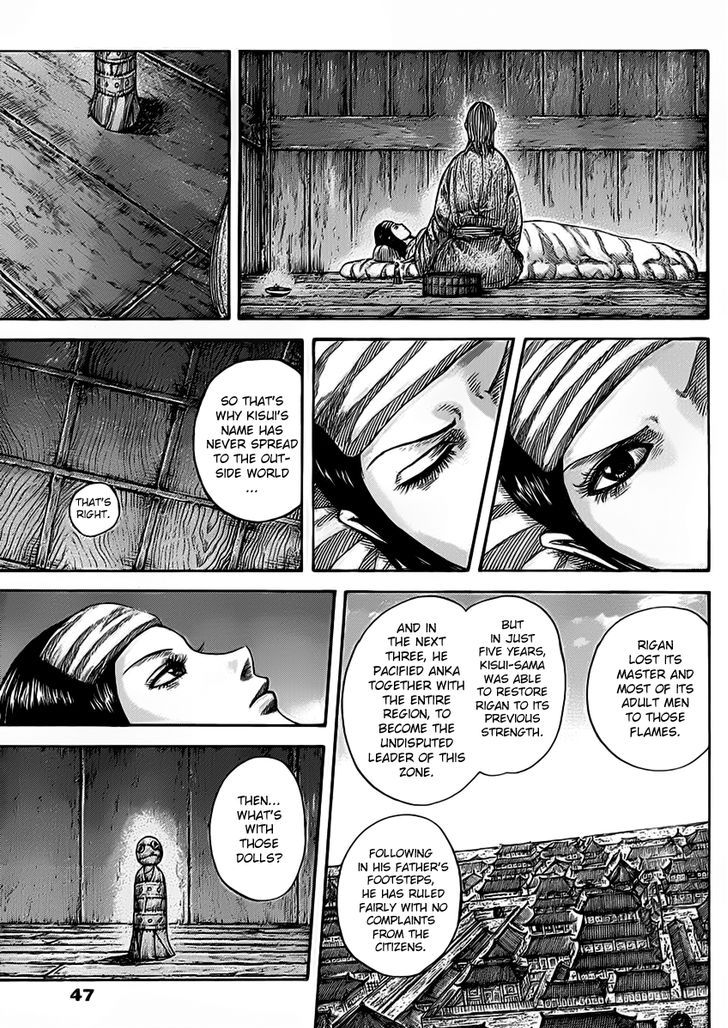 SO THAT'S
WHY KISUI'S
NAME HAS
NEVER SPREAD
TO THE OUT-
SIDE WORLD
...
THAT'S
RIGHT.
RIGAN
LOST ITS
MASTER AND
MOST OF ITS
ADULT MEN
TO THOSE
FLAMES.
BUT
IN JUST
FIVE YEARS,
KISUI-SAMA
WAS ABLE
TO RESTORE
RIGAN TO ITS
PREVIOUS
STRENGTH.
AND IN
THE NEXT
THREE, HE
PACIFIED ANKA
TOGETHER WITH
THE ENTIRE
REGION, TO
BECOME THE
UNDISPUTED
LEADER OF THIS
ZONE.
FOLLOWING
IN HIS FATHER'S
FOOTSTEPS,
HE HAS RULED
FAIRLY WITH NO
COMPLAINTS
FROM THE
CITIZENS.
THEN...
WHAT'S
WITH
THOSE
DOLLS?
47